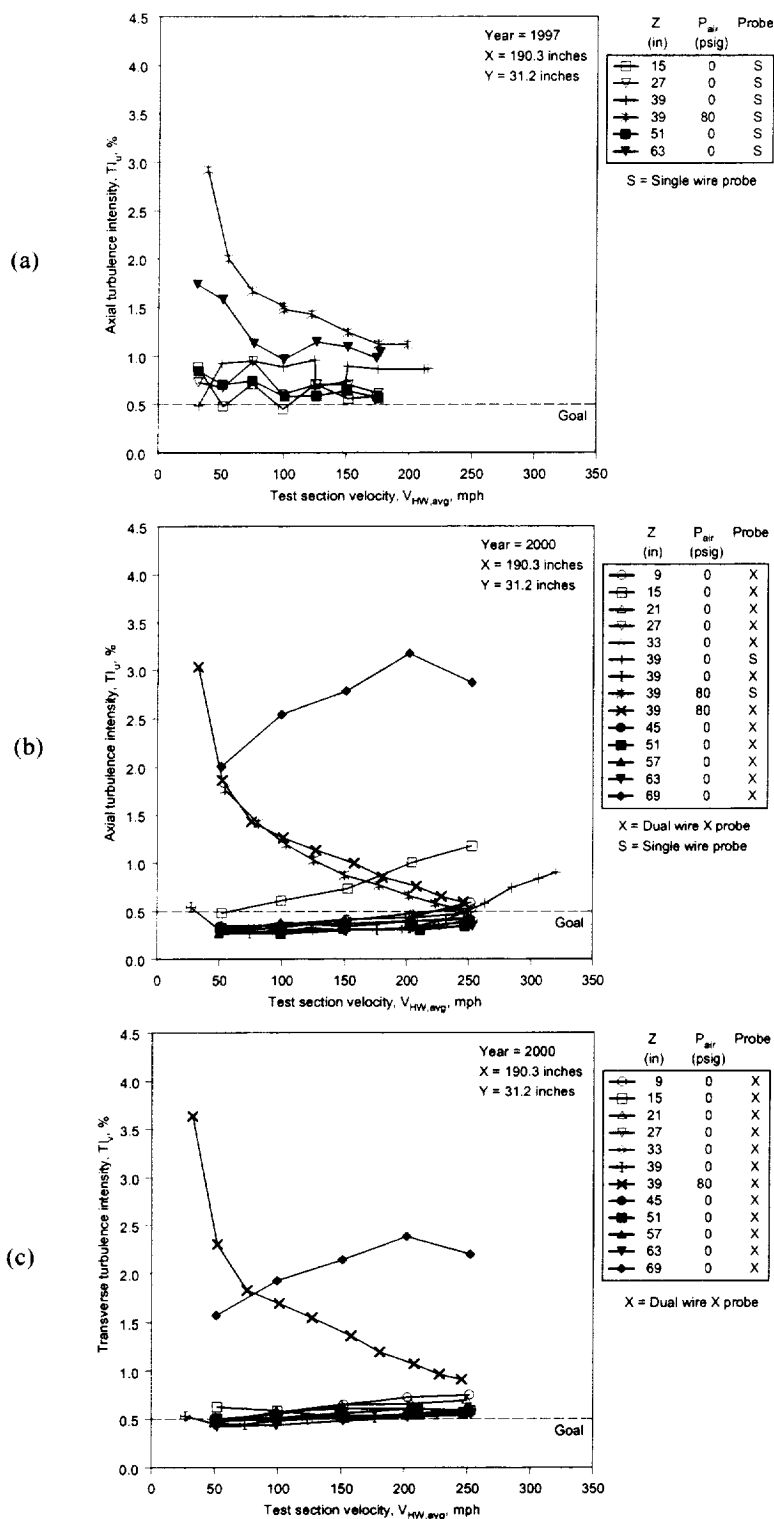 (a)
Year = 1997
X = 190.3 inches
Y = 31.2 inches
Axial turbulence intensity, TI_u, %
4.5
4.0
3.5
3.0
2.5
2.0
1.5
1.0
0.5
0.0
Goal
0 50 100 150 200 250 300 350
Test section velocity, V_HW,avg, mph
Z P_air Probe
(in) (psig)
15 0 S
27 0 S
39 0 S
39 80 S
51 0 S
63 0 S
S = Single wire probe
(b)
Year = 2000
X = 190.3 inches
Y = 31.2 inches
Axial turbulence intensity, TI_u, %
4.5
4.0
3.5
3.0
2.5
2.0
1.5
1.0
0.5
0.0
Goal
0 50 100 150 200 250 300 350
Test section velocity, V_HW,avg, mph
Z P_air Probe
(in) (psig)
9 0 X
15 0 X
21 0 X
27 0 X
33 0 X
39 0 S
39 0 X
39 80 S
39 80 X
45 0 X
51 0 X
57 0 X
63 0 X
69 0 X
X = Dual wire X probe
S = Single wire probe
(c)
Year = 2000
X = 190.3 inches
Y = 31.2 inches
Transverse turbulence intensity, TI_v, %
4.5
4.0
3.5
3.0
2.5
2.0
1.5
1.0
0.5
0.0
Goal
0 50 100 150 200 250 300 350
Test section velocity, V_HW,avg, mph
Z P_air Probe
(in) (psig)
9 0 X
15 0 X
21 0 X
27 0 X
33 0 X
39 0 X
39 80 X
45 0 X
51 0 X
57 0 X
63 0 X
69 0 X
X = Dual wire X probe